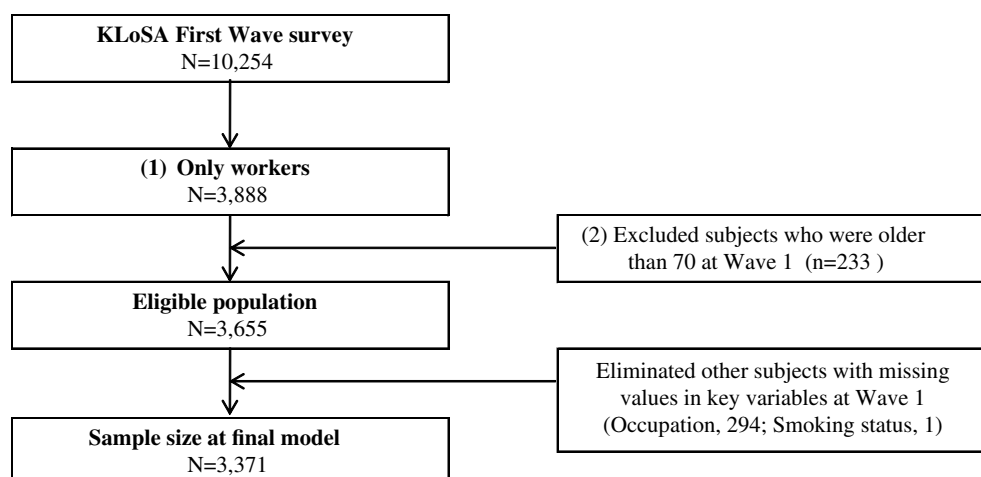 KLoSA First Wave survey
N=10,254
(1) Only workers
N=3,888
(2) Excluded subjects who were older
than 70 at Wave 1 (n=233 )
Eligible population
N=3,655
Eliminated other subjects with missing
values in key variables at Wave 1
(Occupation, 294; Smoking status, 1)
Sample size at final model
N=3,371